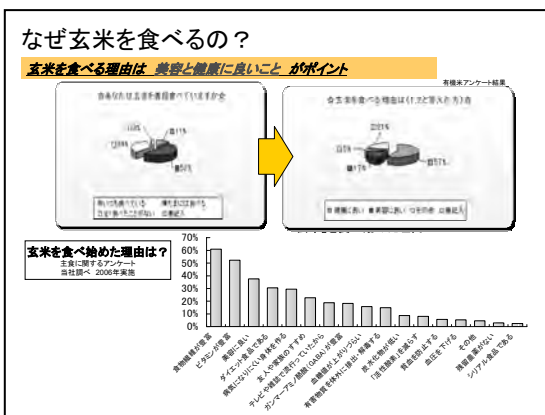 なぜ玄米を食べるの？
玄米を食べる理由は 美容と健康に良いこと がポイント
有機米アンケート結果
玄米を食べ始めた理由は？
主食に関するアンケート
当社調べ 2006年実施
70%
60%
50%
40%
30%
20%
10%
0%
食物繊維が豊富
ビタミンが豊富
美容に良い
ダイエット食品である
病気になりにくい身体を作る
友人や家族のすすめ
テレビや雑誌で流行っていたから
ガンマーアミノ酪酸(GABA)が豊富
血糖値が上がりづらい
有害物質を体外に排出・解毒する
炭水化物が低い
「活性酸素」を減らす
貧血を防止する
血圧を下げる
その他
残留農薬がない
シリアル食品である